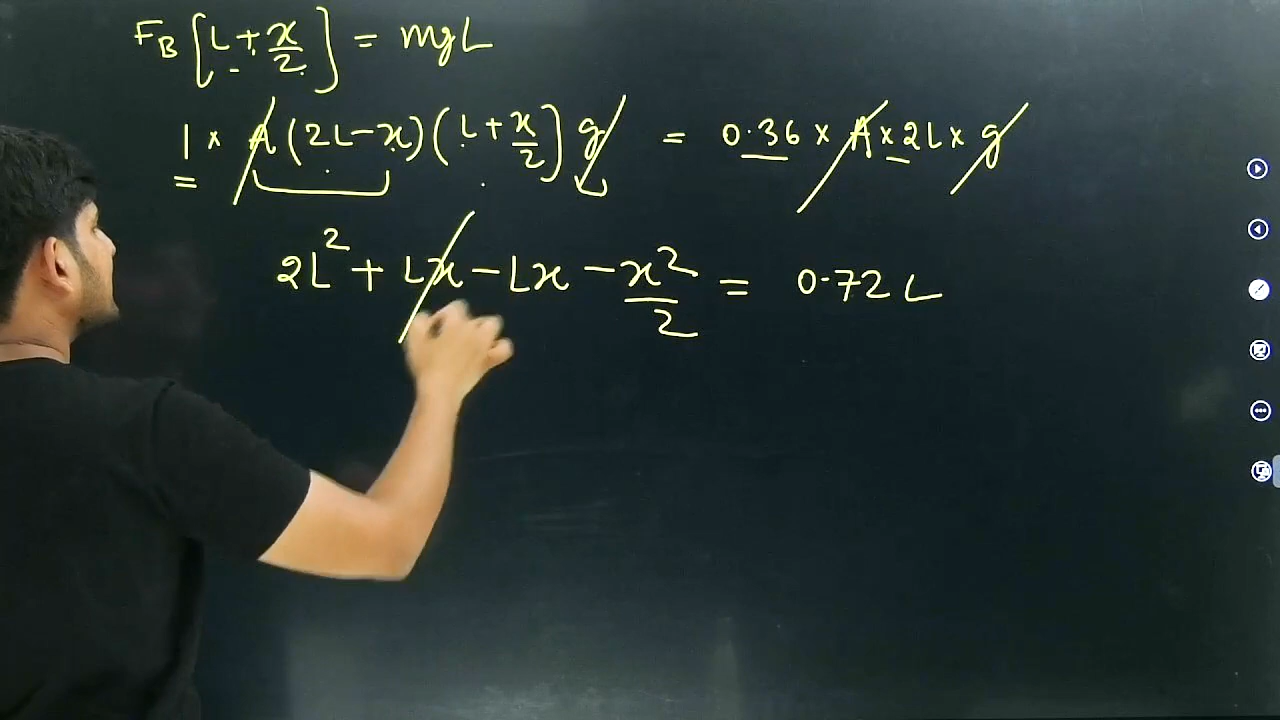 F_B [L + x/2] = mgL
1 × A (2L - x) (L + x/2) g = 0.36 × A × 2L × g
2L² + Lx - Lx - x²/2 = 0.72 L